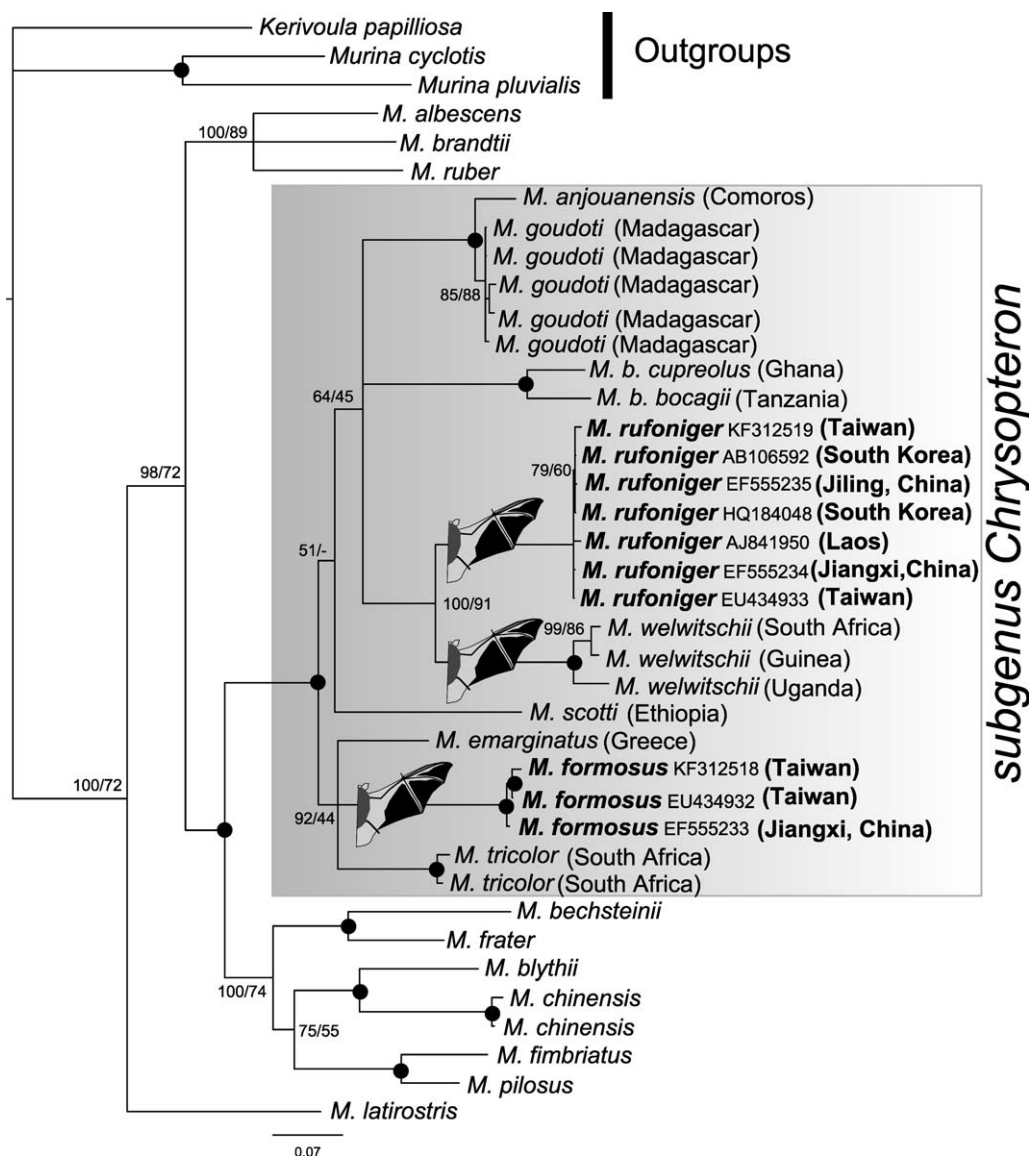 Kerivoula papilliosa
Murina cyclotis
Murina pluvialis
Outgroups
M. albescens
100/89
M. brandtii
M. ruber
M. anjouanensis (Comoros)
M. goudoti (Madagascar)
M. goudoti (Madagascar)
M. goudoti (Madagascar)
85/88
M. goudoti (Madagascar)
M. goudoti (Madagascar)
M. b. cupreolus (Ghana)
64/45
M. b. bocagii (Tanzania)
M. rufoniger KF312519 (Taiwan)
M. rufoniger AB106592 (South Korea)
79/60
M. rufoniger EF555235 (Jiling, China)
98/72
M. rufoniger HQ184048 (South Korea)
M. rufoniger AJ841950 (Laos)
51/-
M. rufoniger EF555234 (Jiangxi,China)
M. rufoniger EU434933 (Taiwan)
100/91
99/86
M. welwitschii (South Africa)
M. welwitschii (Guinea)
M. welwitschii (Uganda)
M. scotti (Ethiopia)
M. emarginatus (Greece)
M. formosus KF312518 (Taiwan)
100/72
M. formosus EU434932 (Taiwan)
92/44
M. formosus EF555233 (Jiangxi, China)
M. tricolor (South Africa)
M. tricolor (South Africa)
subgenus Chrysopteron
M. bechsteinii
M. frater
M. blythii
100/74
M. chinensis
M. chinensis
75/55
M. fimbriatus
M. pilosus
M. latirostris
0.07